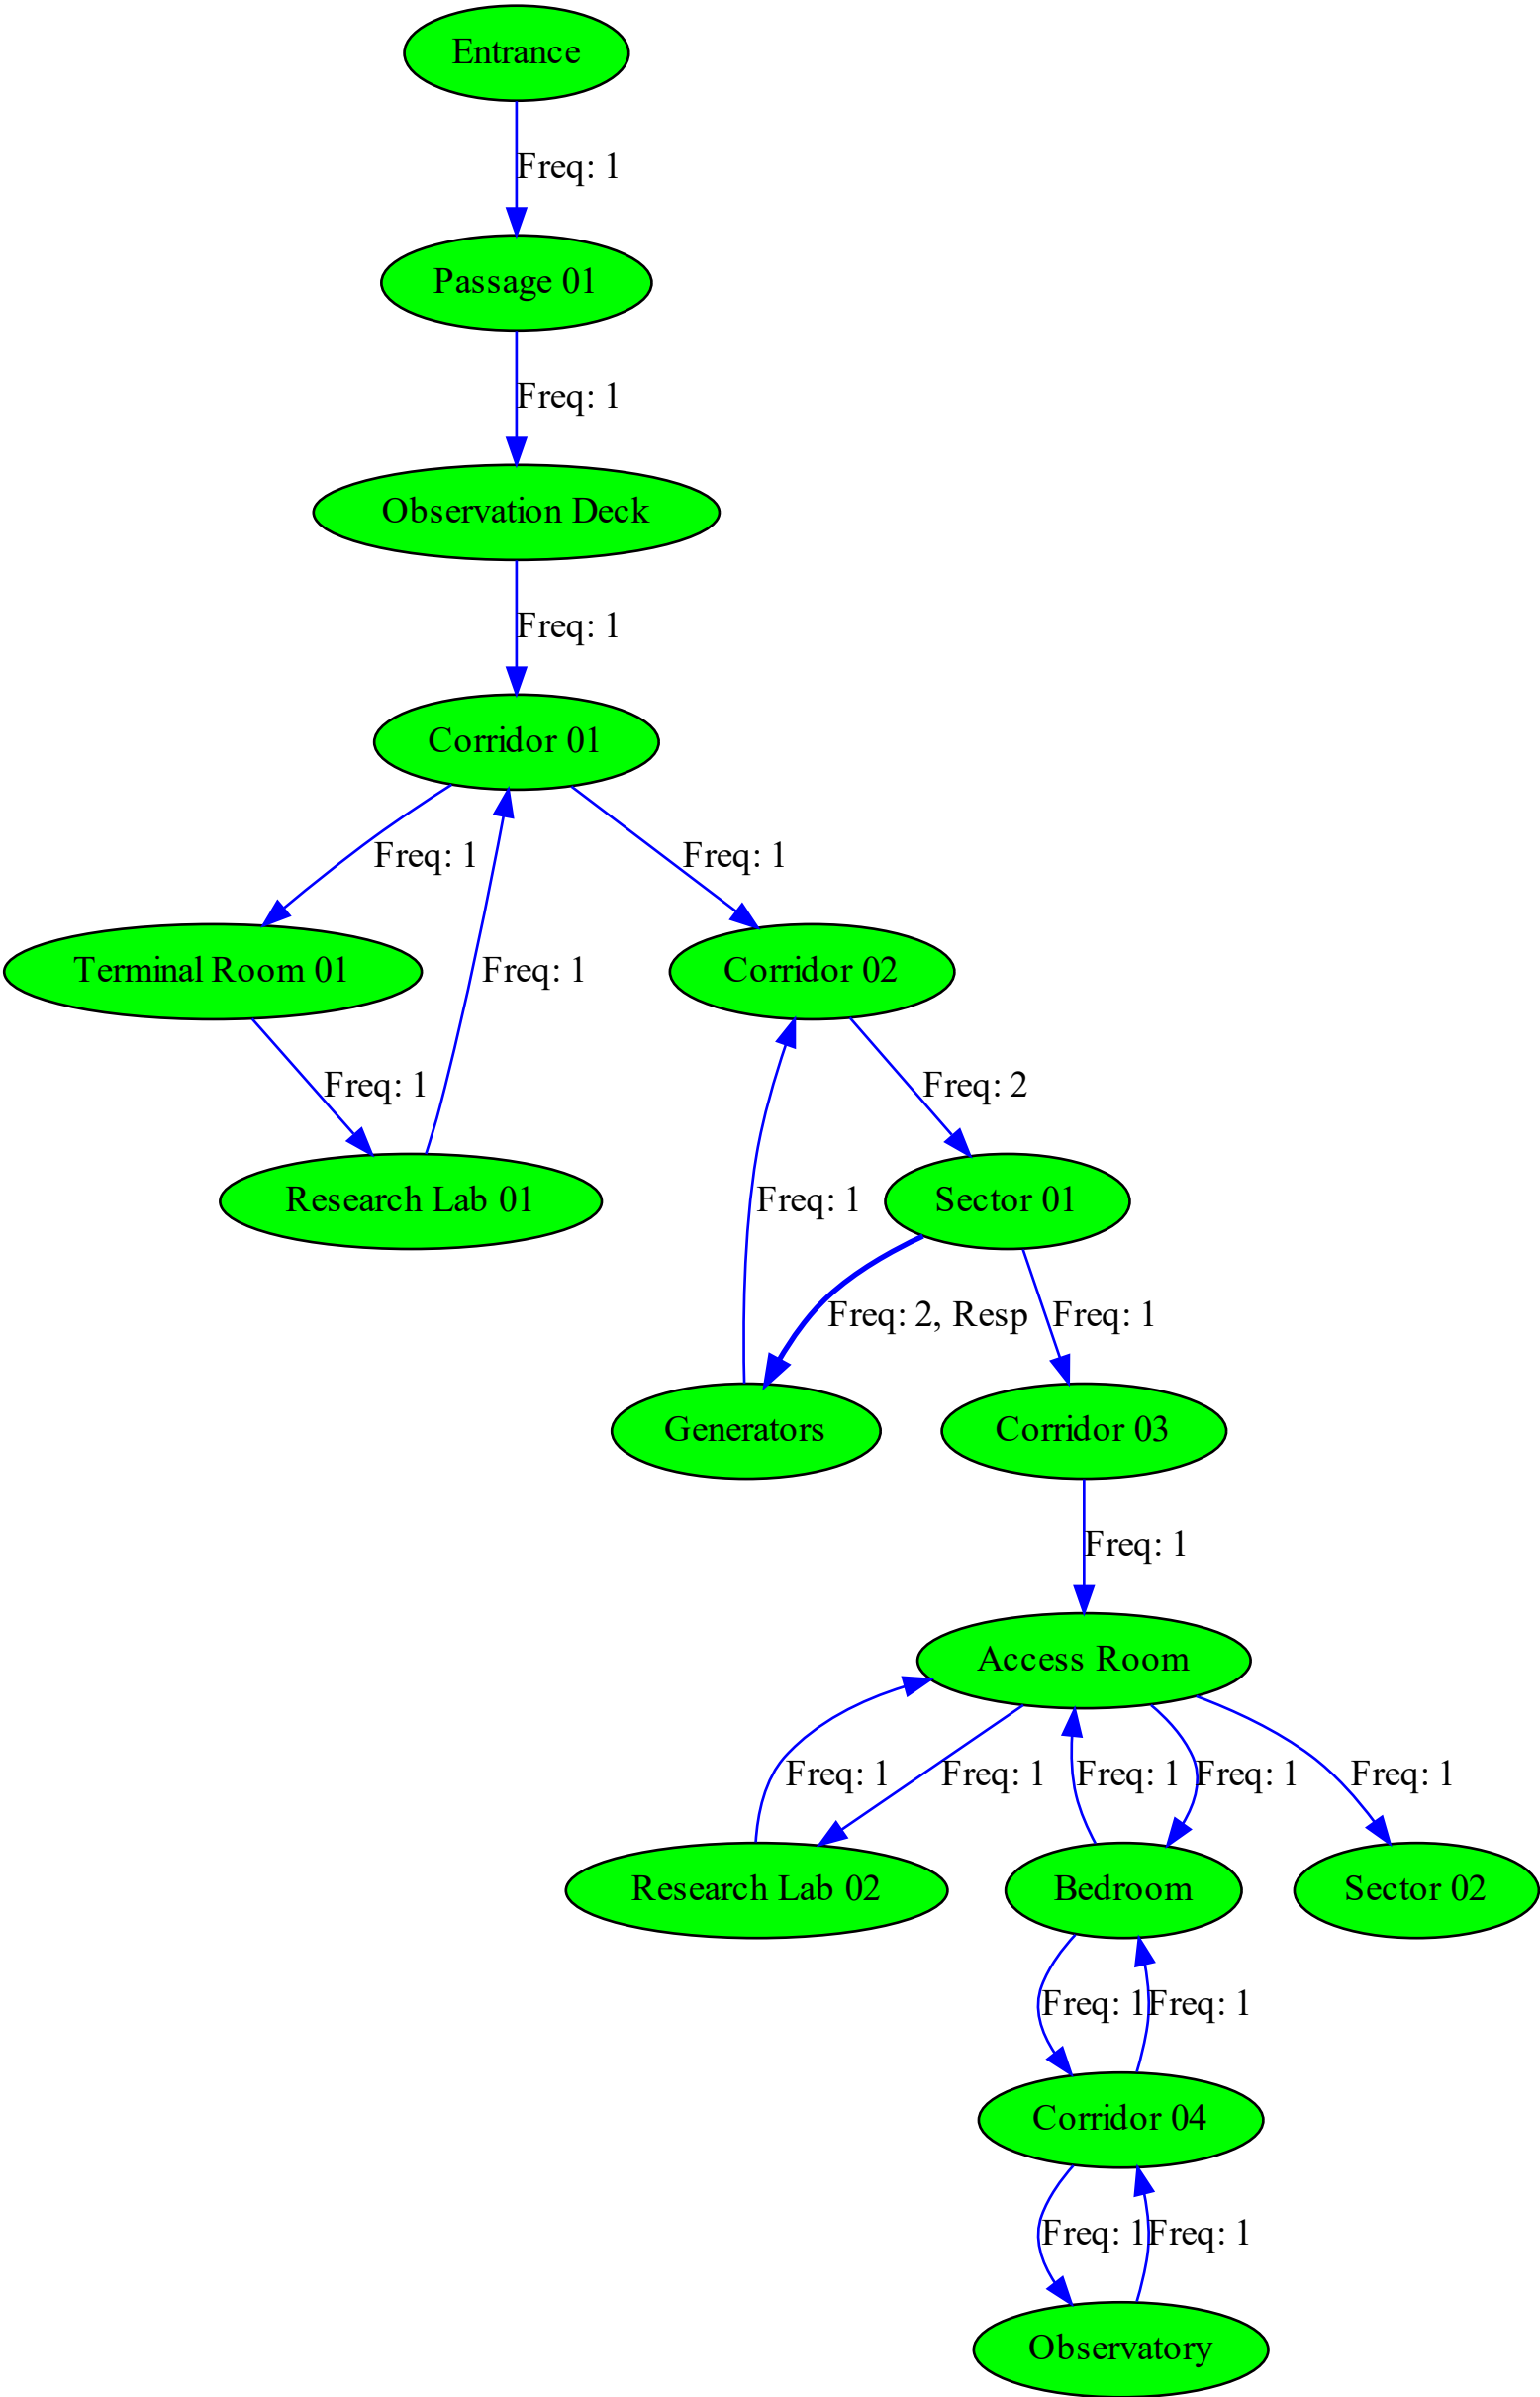 Entrance
Freq: 1
Passage 01
Freq: 1
Observation Deck
Freq: 1
Corridor 01
Freq: 1
Freq: 1
Terminal Room 01
Freq: 1
Corridor 02
Freq: 1
Freq: 2
Research Lab 01
Freq: 1
Sector 01
Freq: 2, Resp
Freq: 1
Generators
Corridor 03
Freq: 1
Access Room
Freq: 1
Freq: 1
Freq: 1
Freq: 1
Freq: 1
Research Lab 02
Bedroom
Sector 02
Freq: 1
Freq: 1
Corridor 04
Freq: 1
Freq: 1
Observatory